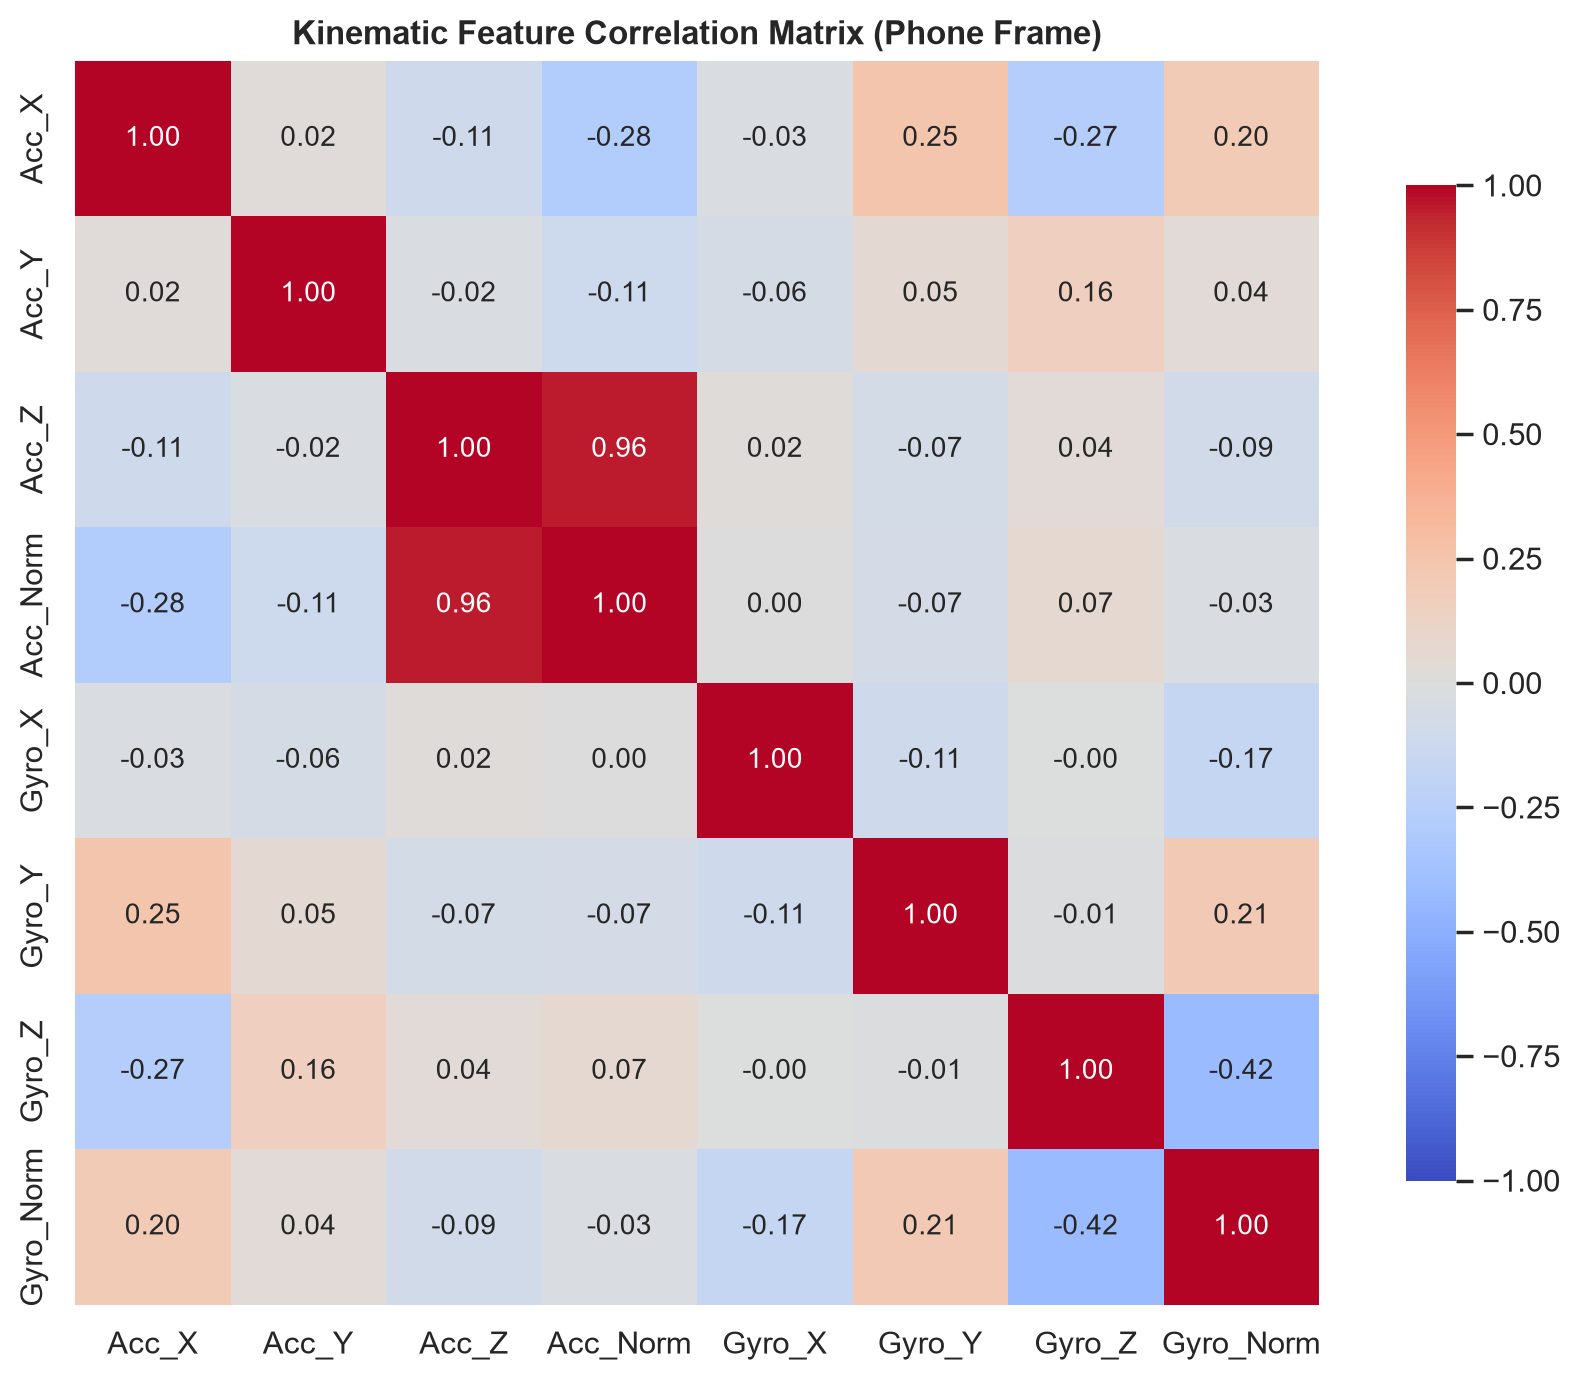 Kinematic Feature Correlation Matrix (Phone Frame)
Acc_X 1.00 0.02 -0.11 -0.28 -0.03 0.25 -0.27 0.20
Acc_Y 0.02 1.00 -0.02 -0.11 -0.06 0.05 0.16 0.04
Acc_Z -0.11 -0.02 1.00 0.96 0.02 -0.07 0.04 -0.09
Acc_Norm -0.28 -0.11 0.96 1.00 0.00 -0.07 0.07 -0.03
Gyro_X -0.03 -0.06 0.02 0.00 1.00 -0.11 -0.00 -0.17
Gyro_Y 0.25 0.05 -0.07 -0.07 -0.11 1.00 -0.01 0.21
Gyro_Z -0.27 0.16 0.04 0.07 -0.00 -0.01 1.00 -0.42
Gyro_Norm 0.20 0.04 -0.09 -0.03 -0.17 0.21 -0.42 1.00
Acc_X Acc_Y Acc_Z Acc_Norm Gyro_X Gyro_Y Gyro_Z Gyro_Norm
1.00
0.75
0.50
0.25
0.00
−0.25
−0.50
−0.75
−1.00